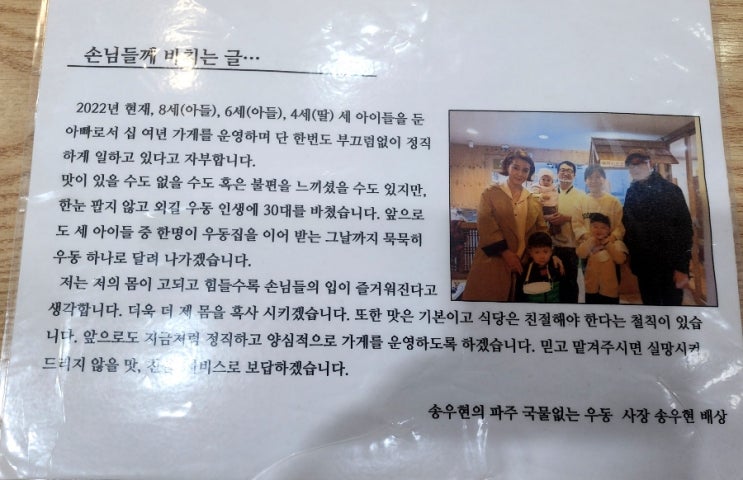 손님들께 바치는 글…
2022년 현재, 8세(아들), 6세(아들), 4세(딸) 세 아이들을 둔
아빠로서 십 여년 가게를 운영하며 단 한번도 부끄럼없이 정직
하게 일하고 있다고 자부합니다.
맛이 있을 수도 없을 수도 혹은 불편을 느끼셨을 수도 있지만,
한눈 팔지 않고 외길 우동 인생에 30대를 바쳤습니다. 앞으로
도 세 아이들 중 한명이 우동집을 이어 받는 그날까지 묵묵히
우동 하나로 달려 나가겠습니다.
저는 저의 몸이 고되고 힘들수록 손님들의 입이 즐거워진다고
생각합니다. 더욱 더 제 몸을 혹사 시키겠습니다. 또한 맛은 기본이고 식당은 친절해야 한다는 철칙이 있습
니다. 앞으로도 지금처럼 정직하고 양심적으로 가게를 운영하도록 하겠습니다. 믿고 맡겨주시면 실망시켜
드리지 않을 맛, 서비스로 보답하겠습니다.
송우현의 파주 국물없는 우동 사장 송우현 배상